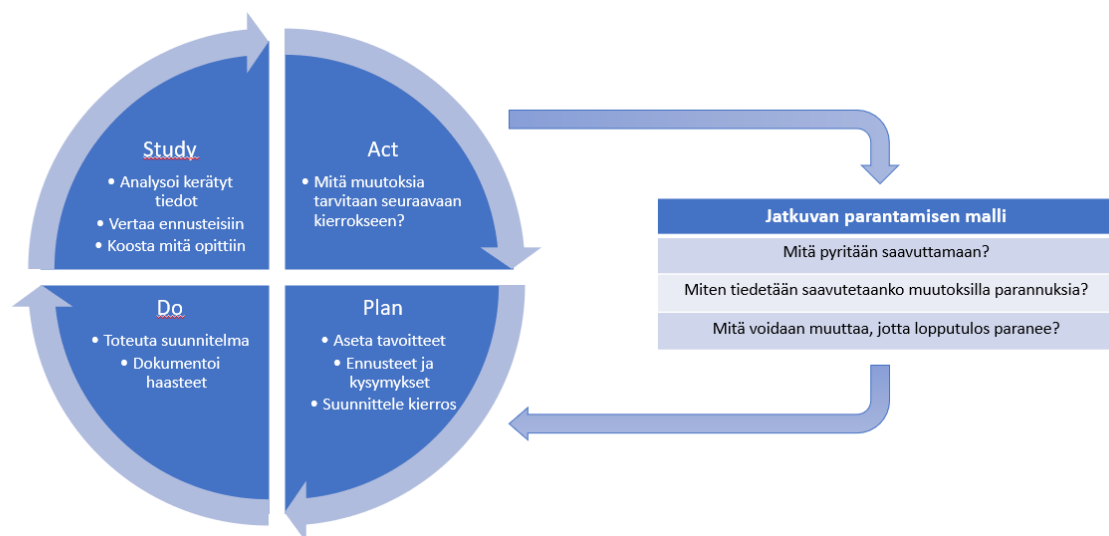 Study
• Analysoi kerätyt
tiedot
• Vertaa ennusteisiin
• Koosta mitä opittiin
Act
• Mitä muutoksia
tarvitaan seuraavaan
kierrokseen?
Do
• Toteuta suunnitelma
• Dokumentoi
haasteet
Plan
• Aseta tavoitteet
• Ennusteet ja
kysymykset
• Suunnittele kierros
Jatkuvan parantamisen malli
Mitä pyritään saavuttamaan?
Miten tiedetään saavutetaanko muutoksilla parannuksia?
Mitä voidaan muuttaa, jotta lopputulos paranee?